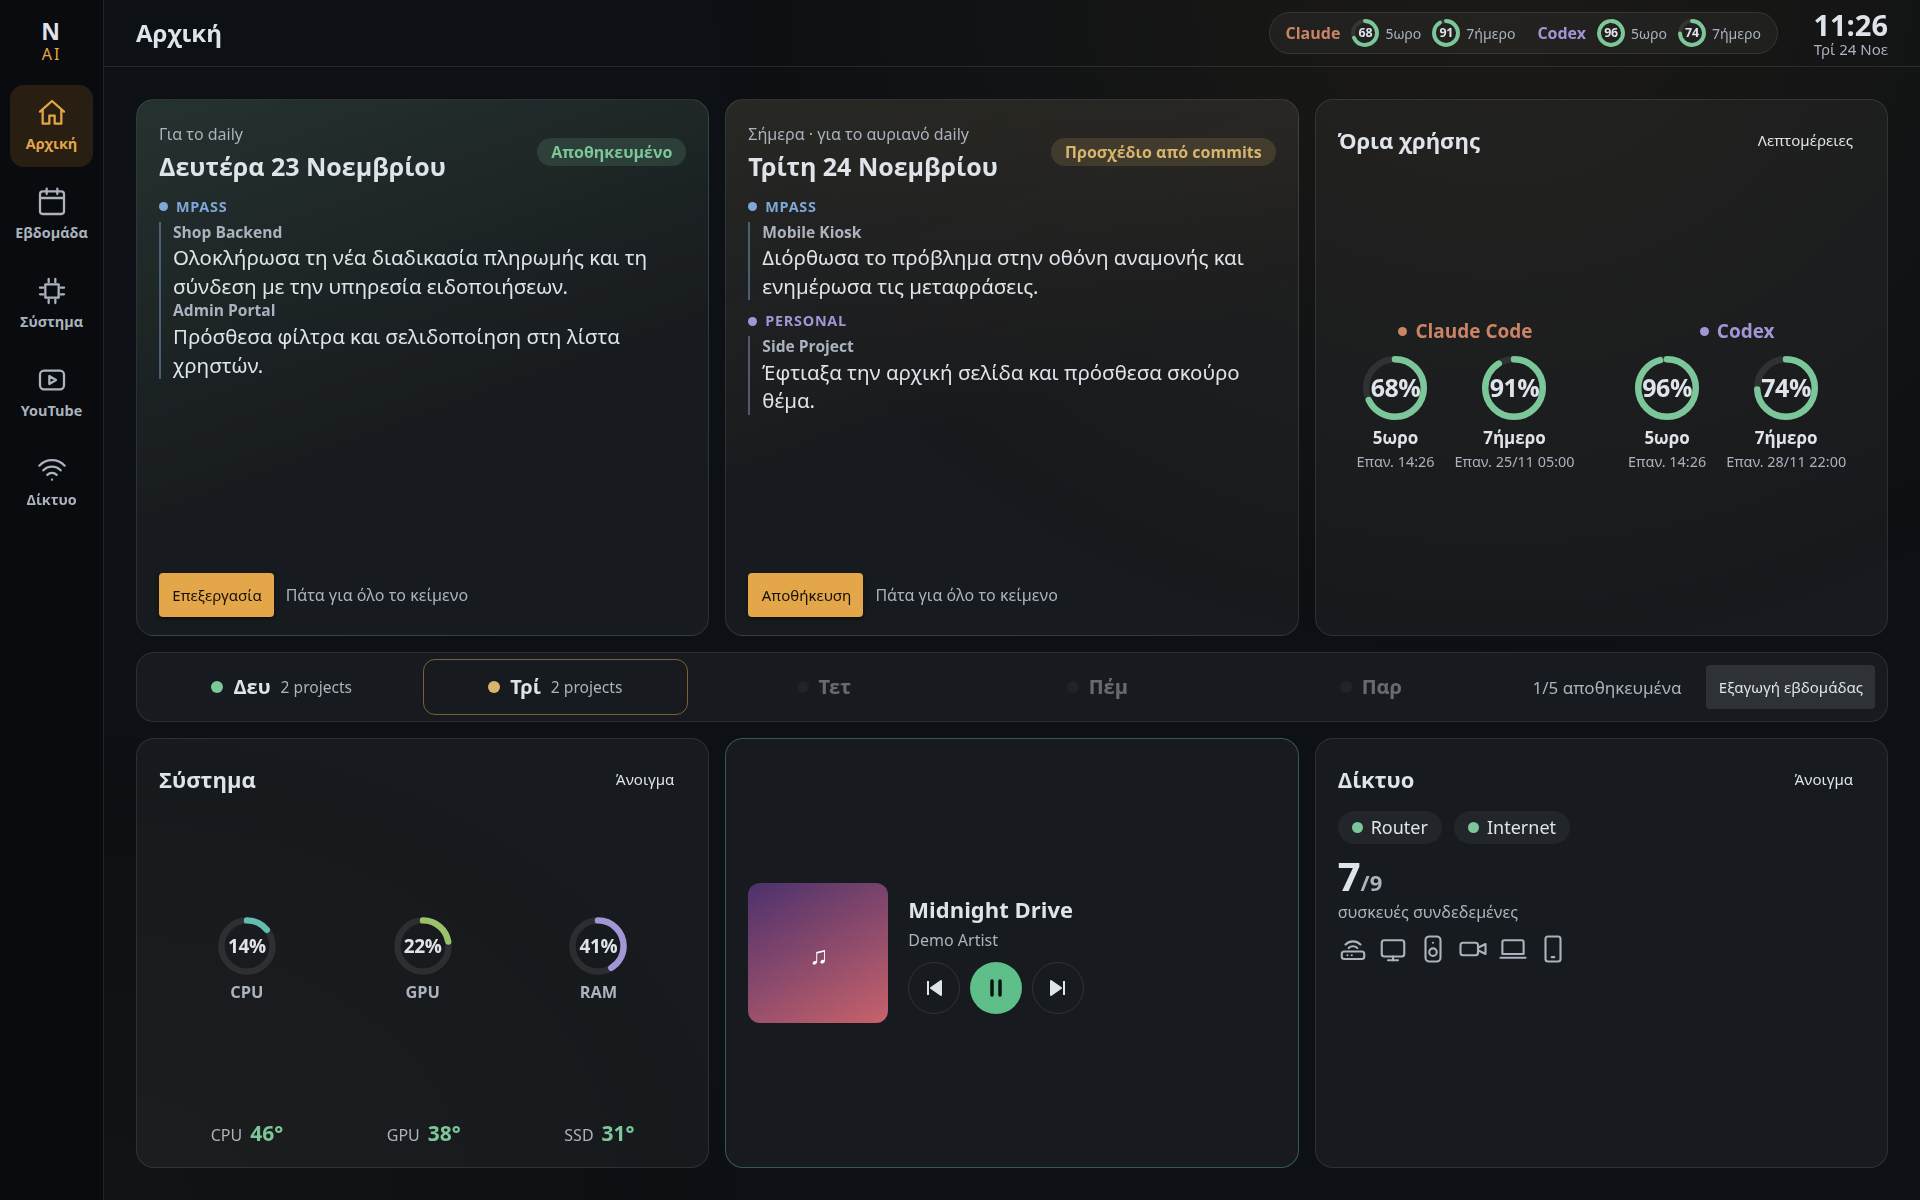 N
AI
Αρχική
Εβδομάδα
Σύστημα
YouTube
Δίκτυο
Αρχική
Claude 68 5ωρο 91 7ήμερο Codex 96 5ωρο 74 7ήμερο
11:26
Τρί 24 Νοε
Για το daily
Δευτέρα 23 Νοεμβρίου
Αποθηκευμένο
MPASS
Shop Backend
Ολοκλήρωσα τη νέα διαδικασία πληρωμής και τη
σύνδεση με την υπηρεσία ειδοποιήσεων.
Admin Portal
Πρόσθεσα φίλτρα και σελιδοποίηση στη λίστα
χρηστών.
Επεξεργασία Πάτα για όλο το κείμενο
Σήμερα · για το αυριανό daily
Τρίτη 24 Νοεμβρίου
Προσχέδιο από commits
MPASS
Mobile Kiosk
Διόρθωσα το πρόβλημα στην οθόνη αναμονής και
ενημέρωσα τις μεταφράσεις.
PERSONAL
Side Project
Έφτιαξα την αρχική σελίδα και πρόσθεσα σκούρο
θέμα.
Αποθήκευση Πάτα για όλο το κείμενο
Όρια χρήσης Λεπτομέρειες
Claude Code
68% 91%
5ωρο 7ήμερο
Επαν. 14:26 Επαν. 25/11 05:00
Codex
96% 74%
5ωρο 7ήμερο
Επαν. 14:26 Επαν. 28/11 22:00
Δευ 2 projects Τρί 2 projects Τετ Πέμ Παρ 1/5 αποθηκευμένα Εξαγωγή εβδομάδας
Σύστημα Άνοιγμα
14% 22% 41%
CPU GPU RAM
CPU 46° GPU 38° SSD 31°
Midnight Drive
Demo Artist
Δίκτυο Άνοιγμα
Router Internet
7/9
συσκευές συνδεδεμένες